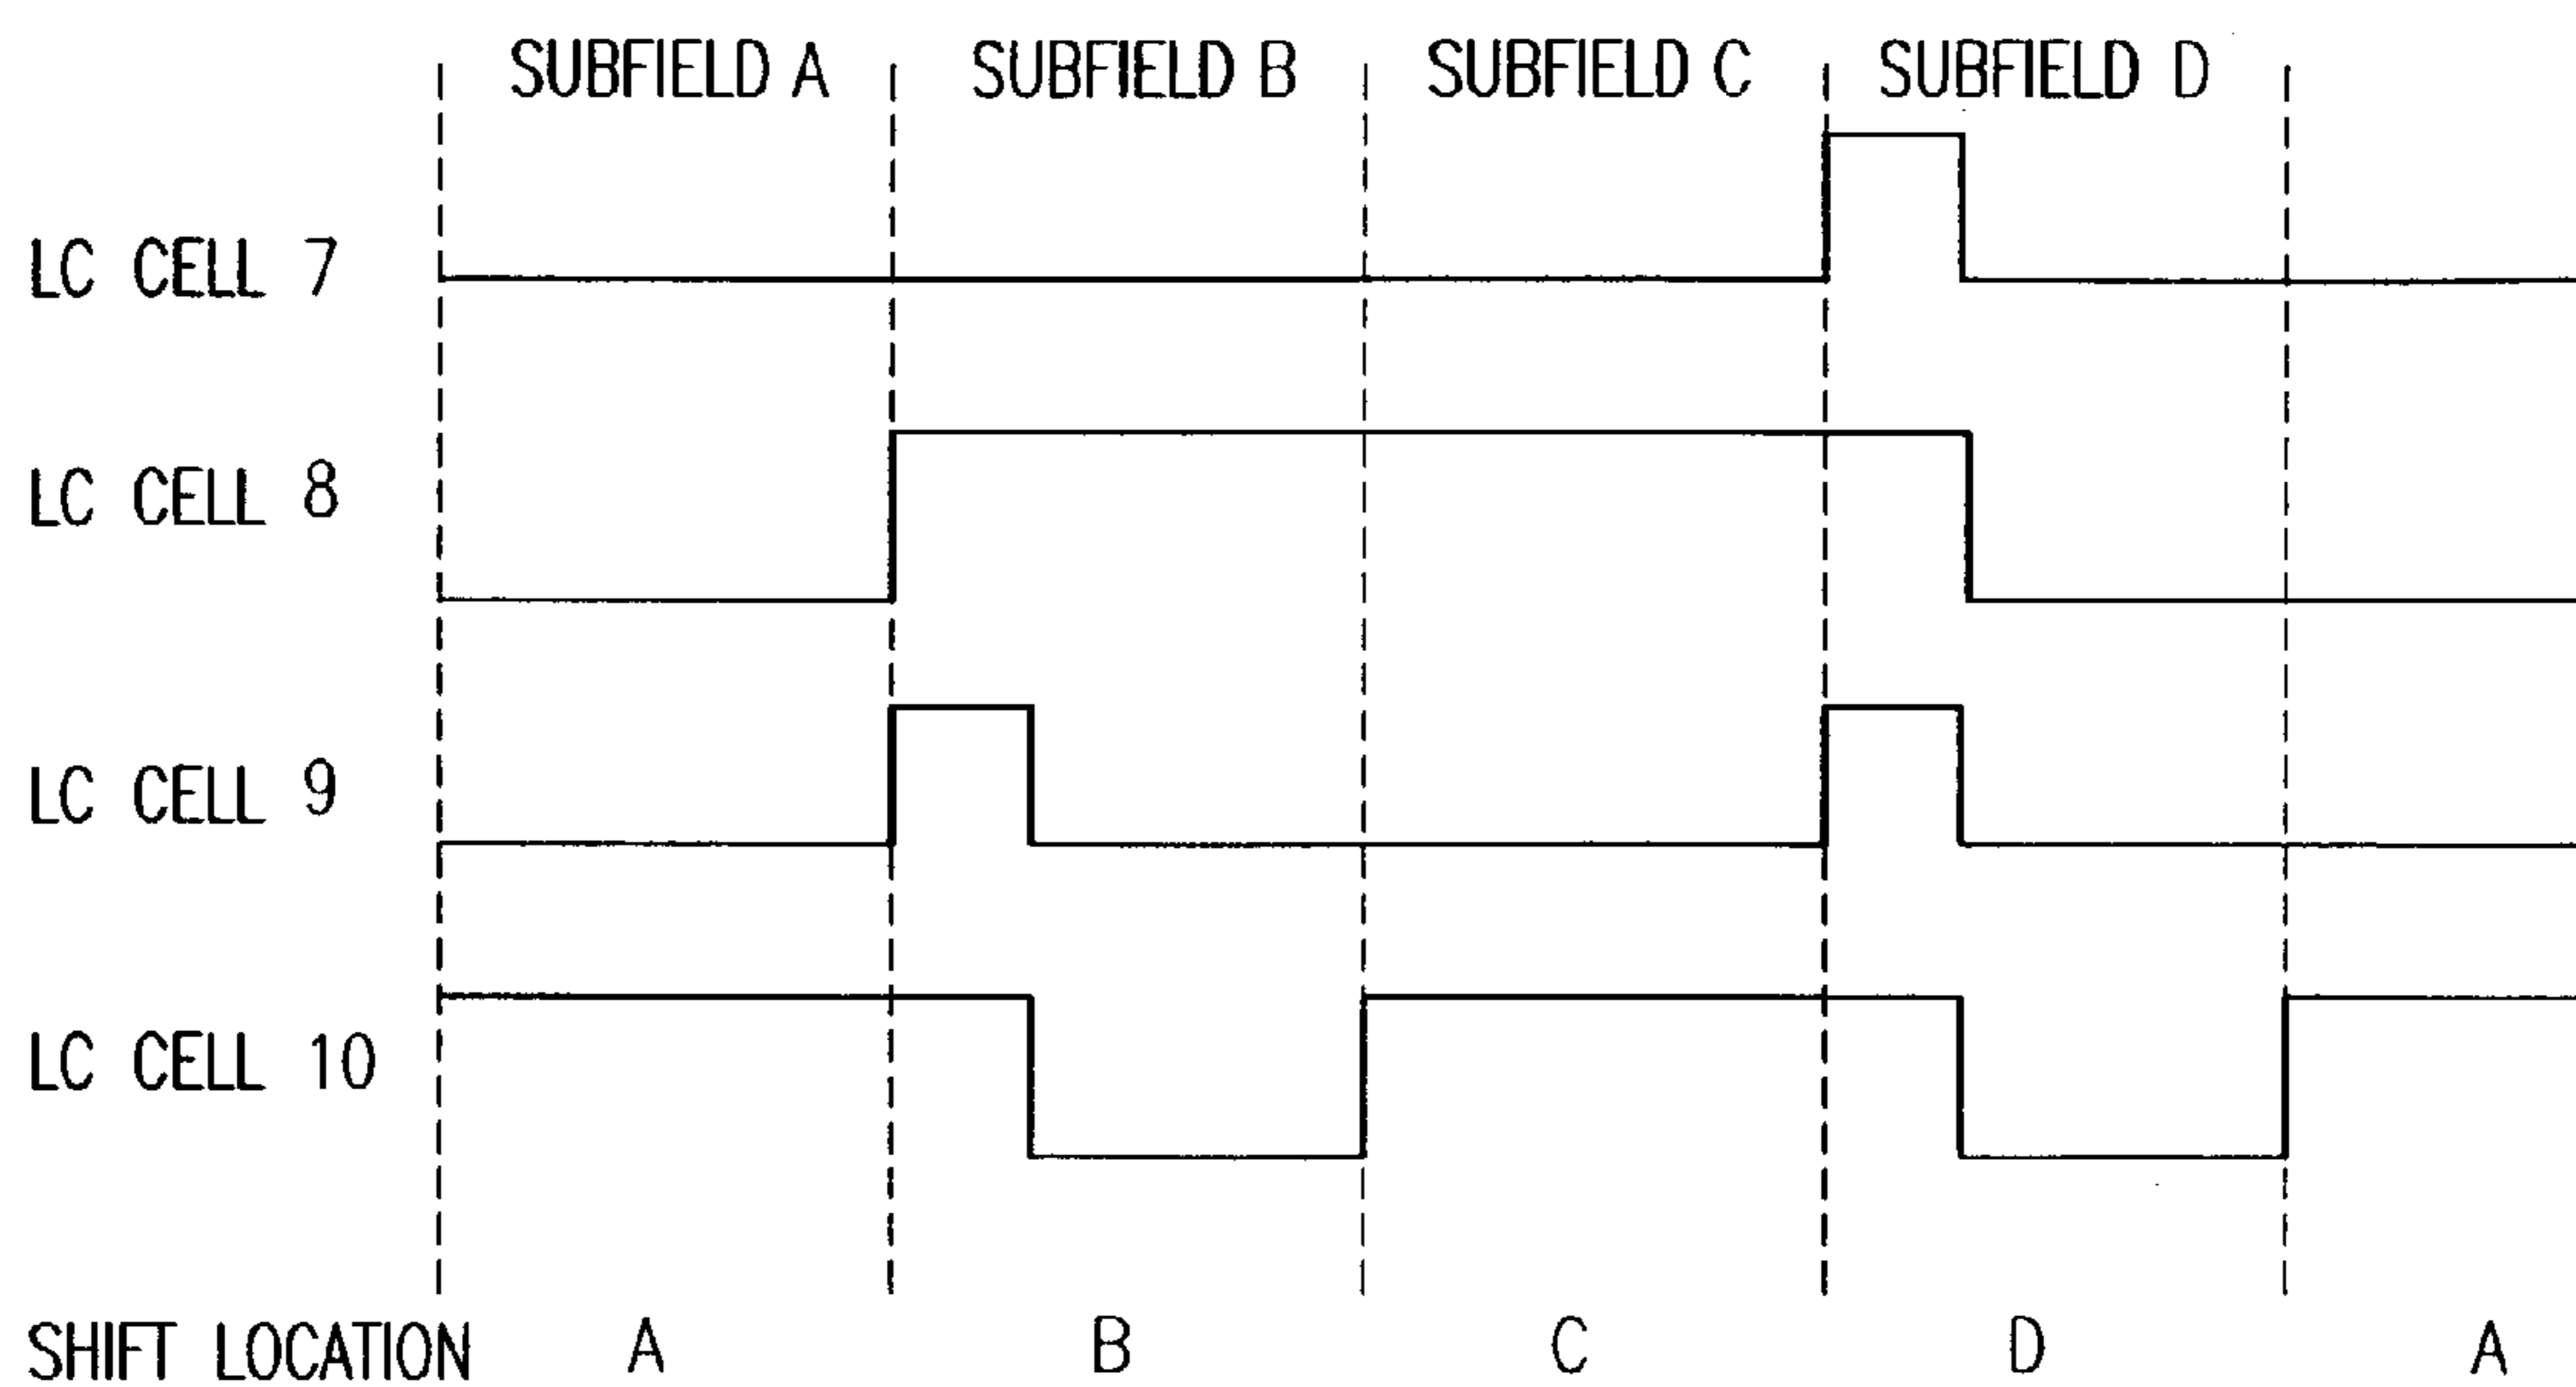 SUBFIELD A SUBFIELD B SUBFIELD C SUBFIELD D
LC CELL 7
LC CELL 8
LC CELL 9
LC CELL 10
SHIFT LOCATION A B C D A